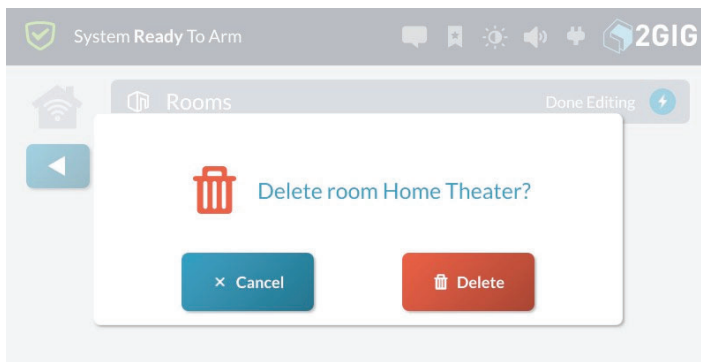 System Ready To Arm
2GIG
Rooms
Done Editing
Delete room Home Theater?
× Cancel
Delete